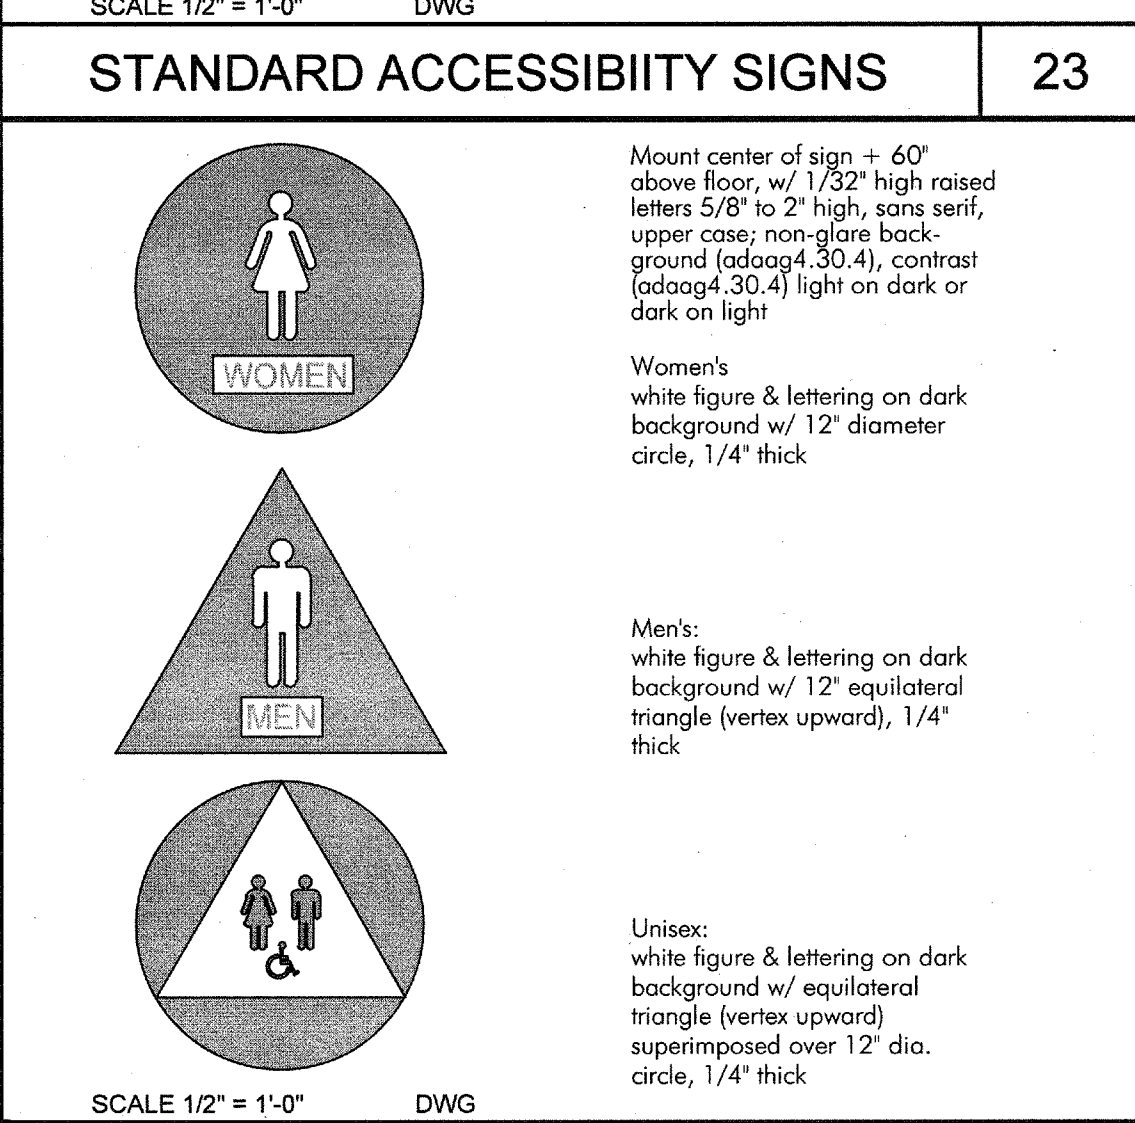 SCALE 1/2" = 1'-0" DWG
STANDARD ACCESSIBIITY SIGNS 23
Mount center of sign + 60"
above floor, w/ 1/32" high raised
letters 5/8" to 2" high, sans serif,
upper case; non-glare back-
ground (adaag4.30.4), contrast
(adaag4.30.4) light on dark or
dark on light
WOMEN
Women's
white figure & lettering on dark
background w/ 12" diameter
circle, 1/4" thick
MEN
Men's:
white figure & lettering on dark
background w/ 12" equilateral
triangle (vertex upward), 1/4"
thick
Unisex:
white figure & lettering on dark
background w/ equilateral
triangle (vertex upward)
superimposed over 12" dia.
circle, 1/4" thick
SCALE 1/2" = 1'-0" DWG